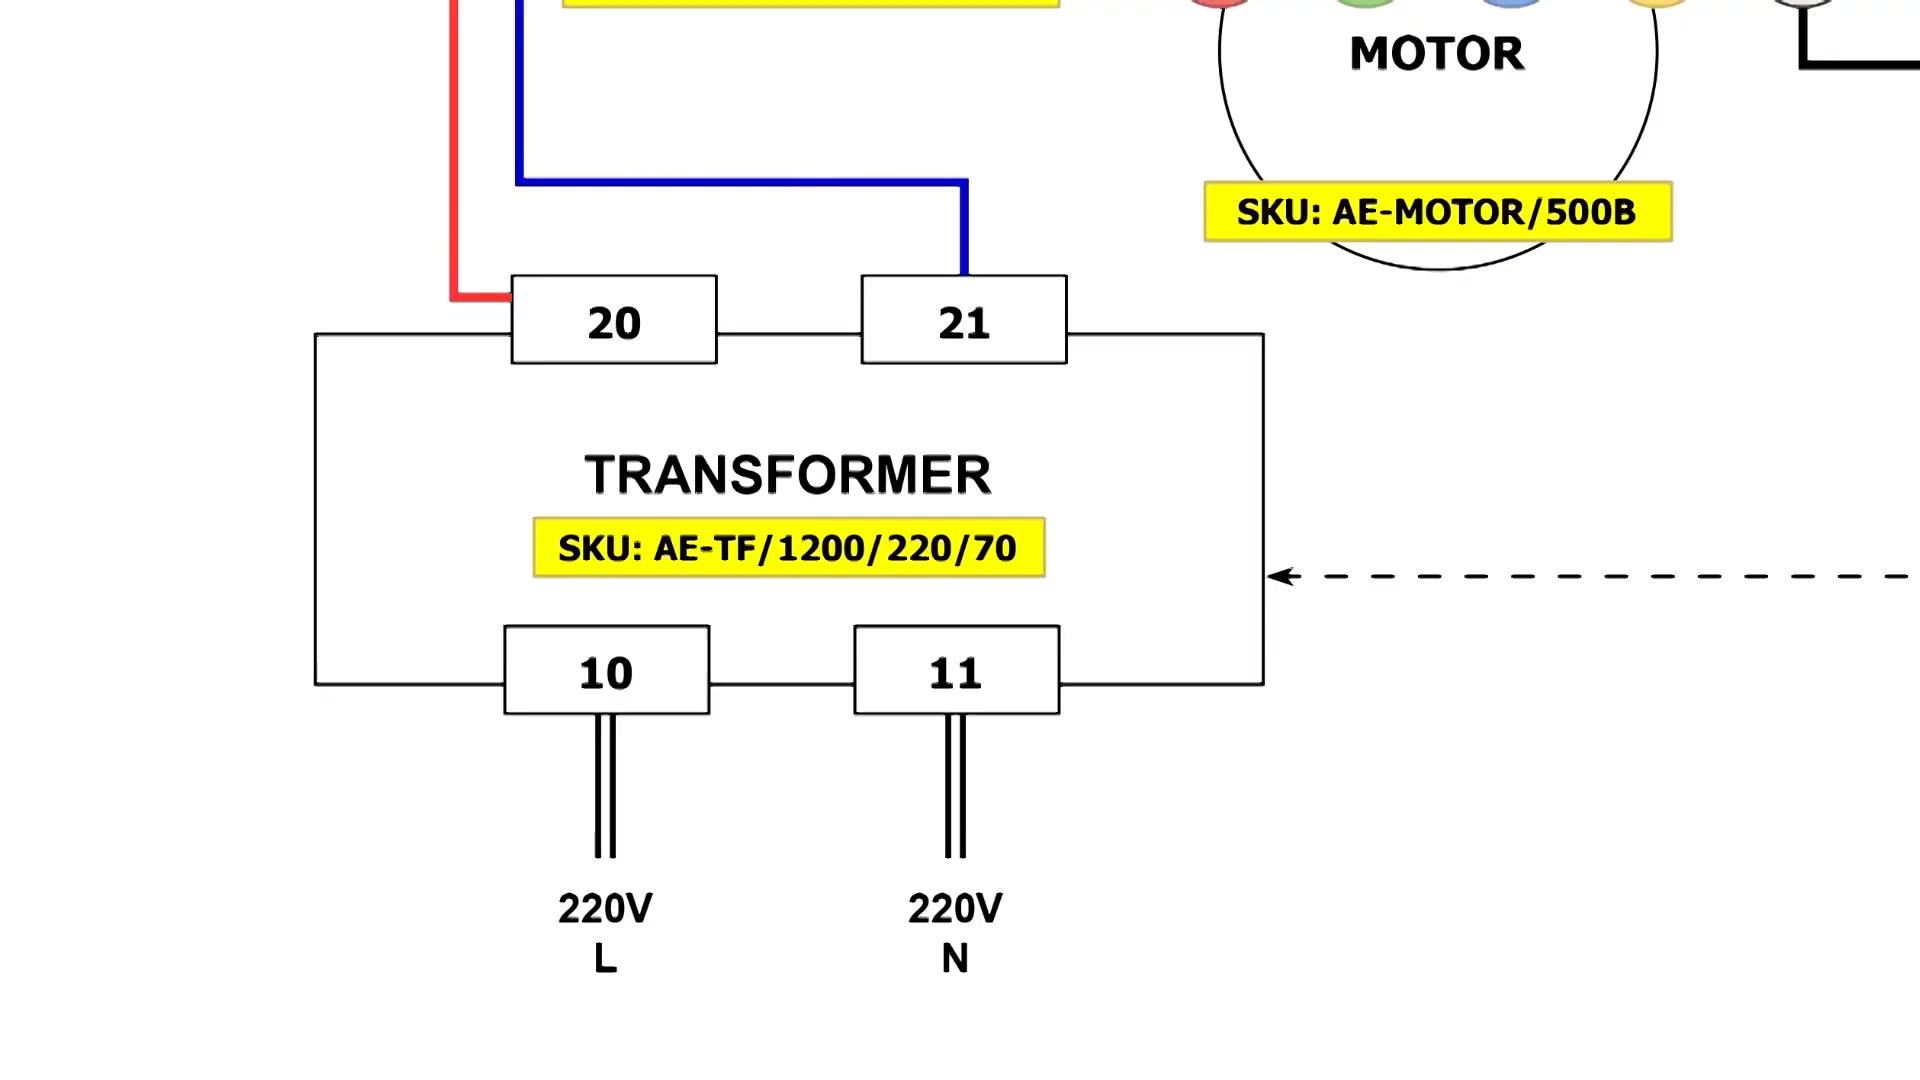 MOTOR
SKU: AE-MOTOR/500B
20
21
TRANSFORMER
SKU: AE-TF/1200/220/70
10
11
220V
L
220V
N